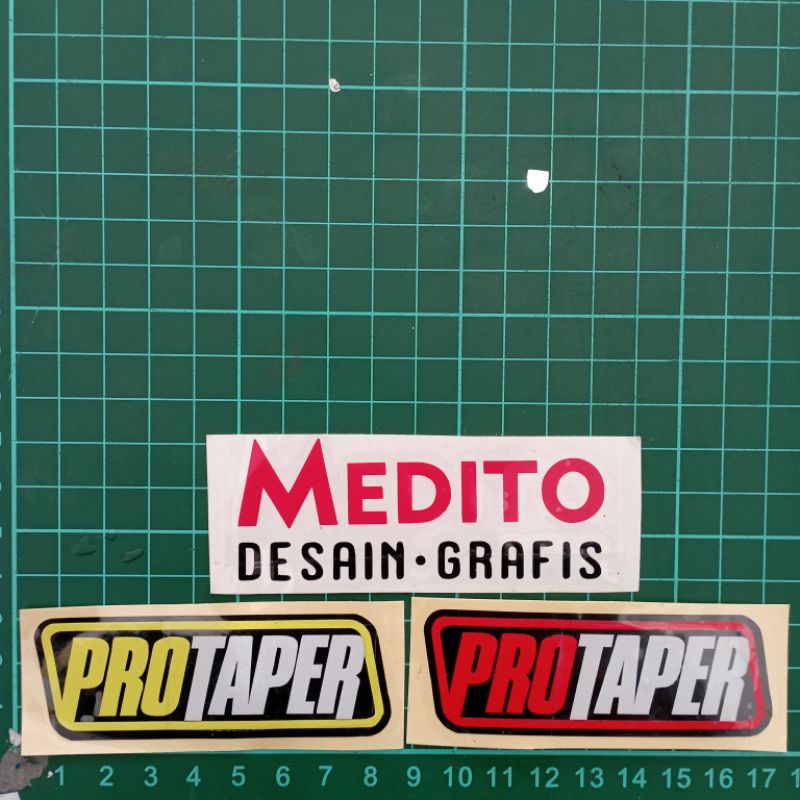 MEDITO
DESAIN·GRAFIS
PROTAPER
PROTAPER
1 2 3 4 5 6 7 8 9 10 11 12 13 14 15 16 17